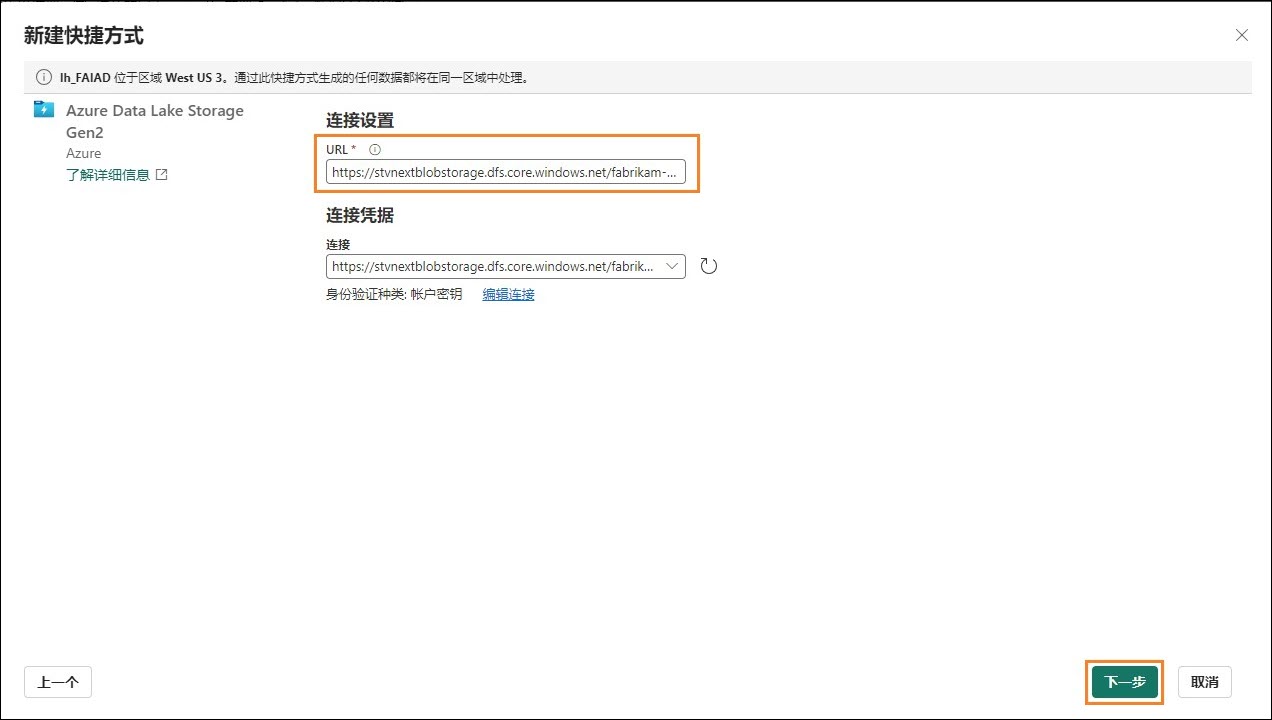 新建快捷方式
lh_FAIAD 位于区域 West US 3。通过此快捷方式生成的任何数据都将在同一区域中处理。
Azure Data Lake Storage
Gen2
Azure
了解详细信息
连接设置
URL *
https://stvnextblobstorage.dfs.core.windows.net/fabrikam-...
连接凭据
连接
https://stvnextblobstorage.dfs.core.windows.net/fabrik...
身份验证种类: 帐户密钥 编辑连接
上一个
下一步
取消